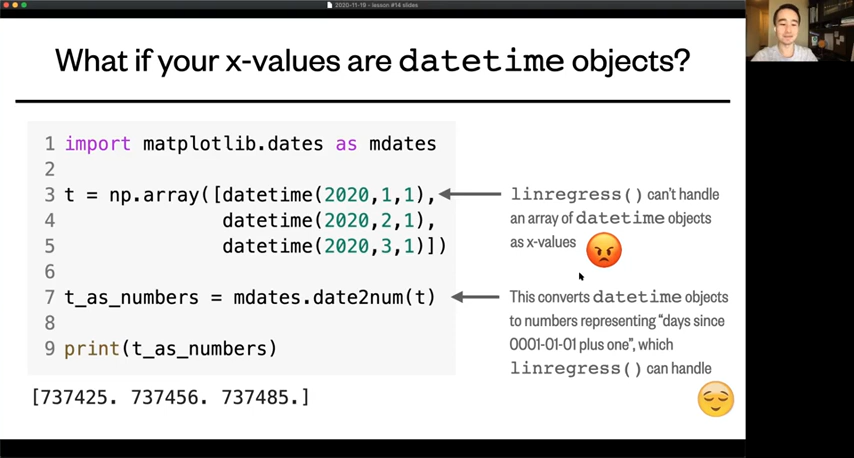 2020-11-19 - lesson #14 slides
What if your x-values are datetime objects?
1 import matplotlib.dates as mdates
2
3 t = np.array([datetime(2020,1,1),
4 datetime(2020,2,1),
5 datetime(2020,3,1)])
6
7 t_as_numbers = mdates.date2num(t)
8
9 print(t_as_numbers)
[737425. 737456. 737485.]
linregress() can’t handle
an array of datetime objects
as x-values
This converts datetime objects
to numbers representing “days since
0001-01-01 plus one”, which
linregress() can handle